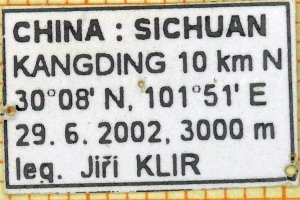 CHINA : SICHUAN
KANGDING 10 km N
30°08' N, 101°51' E
29. 6. 2002, 3000 m
leg. Jiří KLIR